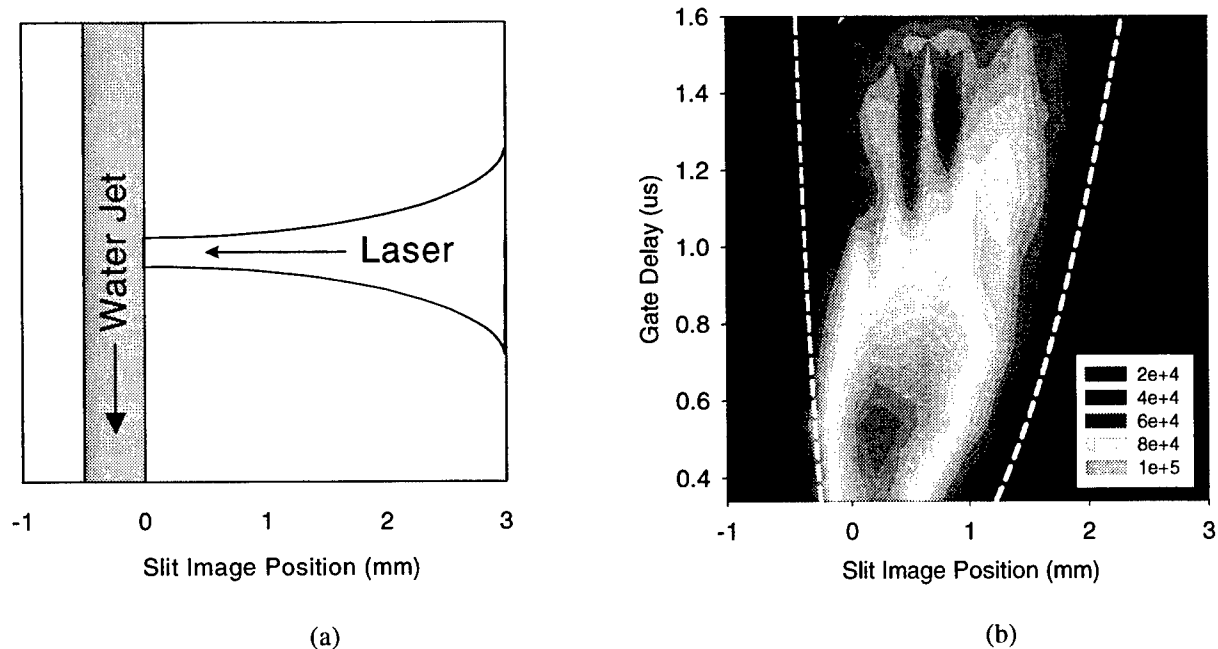 Water Jet
Laser
-1 0 1 2 3
Slit Image Position (mm)
(a)
1.6
1.4
1.2
1.0
0.8
0.6
0.4
Gate Delay (us)
2e+4
4e+4
6e+4
8e+4
1e+5
-1 0 1 2 3
Slit Image Position (mm)
(b)